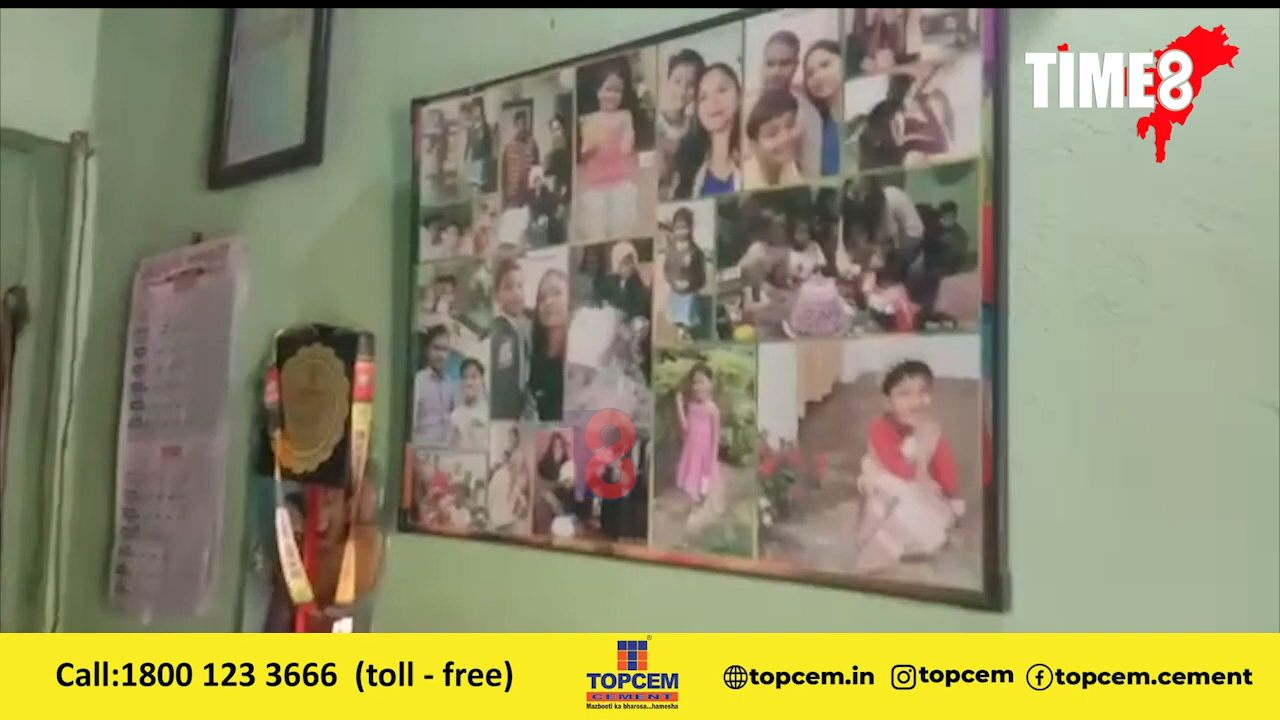 TIME8
Call:1800 123 3666 (toll - free)
TOPCEM
CEMENT
Mazbooti ka bharosa...hamesha
topcem.in
topcem
topcem.cement